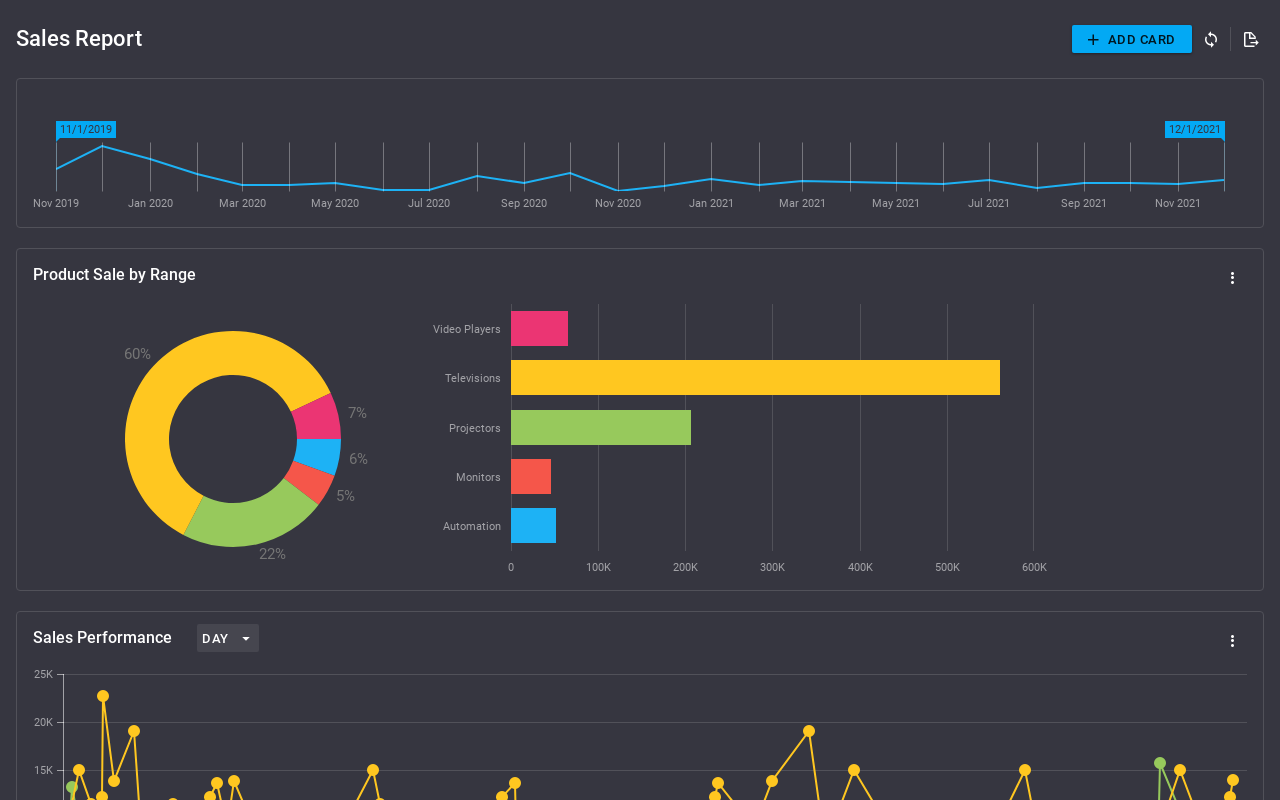 Sales Report
ADD CARD
11/1/2019
12/1/2021
Nov 2019 Jan 2020 Mar 2020 May 2020 Jul 2020 Sep 2020 Nov 2020 Jan 2021 Mar 2021 May 2021 Jul 2021 Sep 2021 Nov 2021
Product Sale by Range
60%
7%
6%
5%
22%
Video Players
Televisions
Projectors
Monitors
Automation
0 100K 200K 300K 400K 500K 600K
Sales Performance
DAY
25K
20K
15K